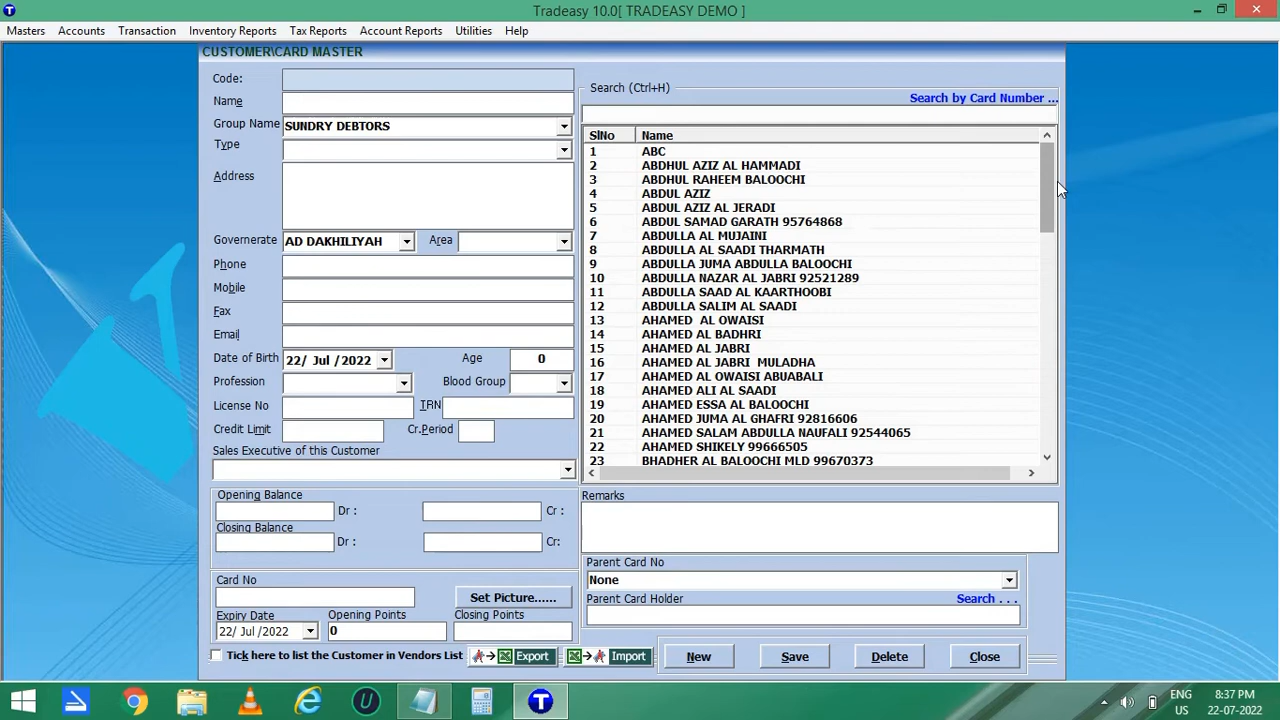 Tradeasy 10.0[ TRADEASY DEMO ]
Masters Accounts Transaction Inventory Reports Tax Reports Account Reports Utilities Help
CUSTOMER\CARD MASTER
Code:
Name
Group Name SUNDRY DEBTORS
Type
Address
Governerate AD DAKHILIYAH Area
Phone
Mobile
Fax
Email
Date of Birth 22/ Jul /2022 Age 0
Profession Blood Group
License No TRN
Credit Limit Cr.Period
Sales Executive of this Customer
Opening Balance
Dr : Cr :
Closing Balance
Dr : Cr:
Card No
Set Picture......
Expiry Date Opening Points Closing Points
22/ Jul /2022 0
Tick here to list the Customer in Vendors List Export Import
Search (Ctrl+H)
Search by Card Number ...
SlNo Name
1 ABC
2 ABDHUL AZIZ AL HAMMADI
3 ABDHUL RAHEEM BALOOCHI
4 ABDUL AZIZ
5 ABDUL AZIZ AL JERADI
6 ABDUL SAMAD GARATH 95764868
7 ABDULLA AL MUJAINI
8 ABDULLA AL SAADI THARMATH
9 ABDULLA JUMA ABDULLA BALOOCHI
10 ABDULLA NAZAR AL JABRI 92521289
11 ABDULLA SAAD AL KAARTHOOBI
12 ABDULLA SALIM AL SAADI
13 AHAMED  AL OWAISI
14 AHAMED AL BADHRI
15 AHAMED AL JABRI
16 AHAMED AL JABRI  MULADHA
17 AHAMED AL OWAISI ABUABALI
18 AHAMED ALI AL SAADI
19 AHAMED ESSA AL BALOOCHI
20 AHAMED JUMA AL GHAFRI 92816606
21 AHAMED SALAM ABDULLA NAUFALI 92544065
22 AHAMED SHIKELY 99666505
23 BHADHER AL BALOOCHI MLD 99670373
Remarks
Parent Card No
None
Parent Card Holder Search . . .
New Save Delete Close
ENG 8:37 PM
US 22-07-2022